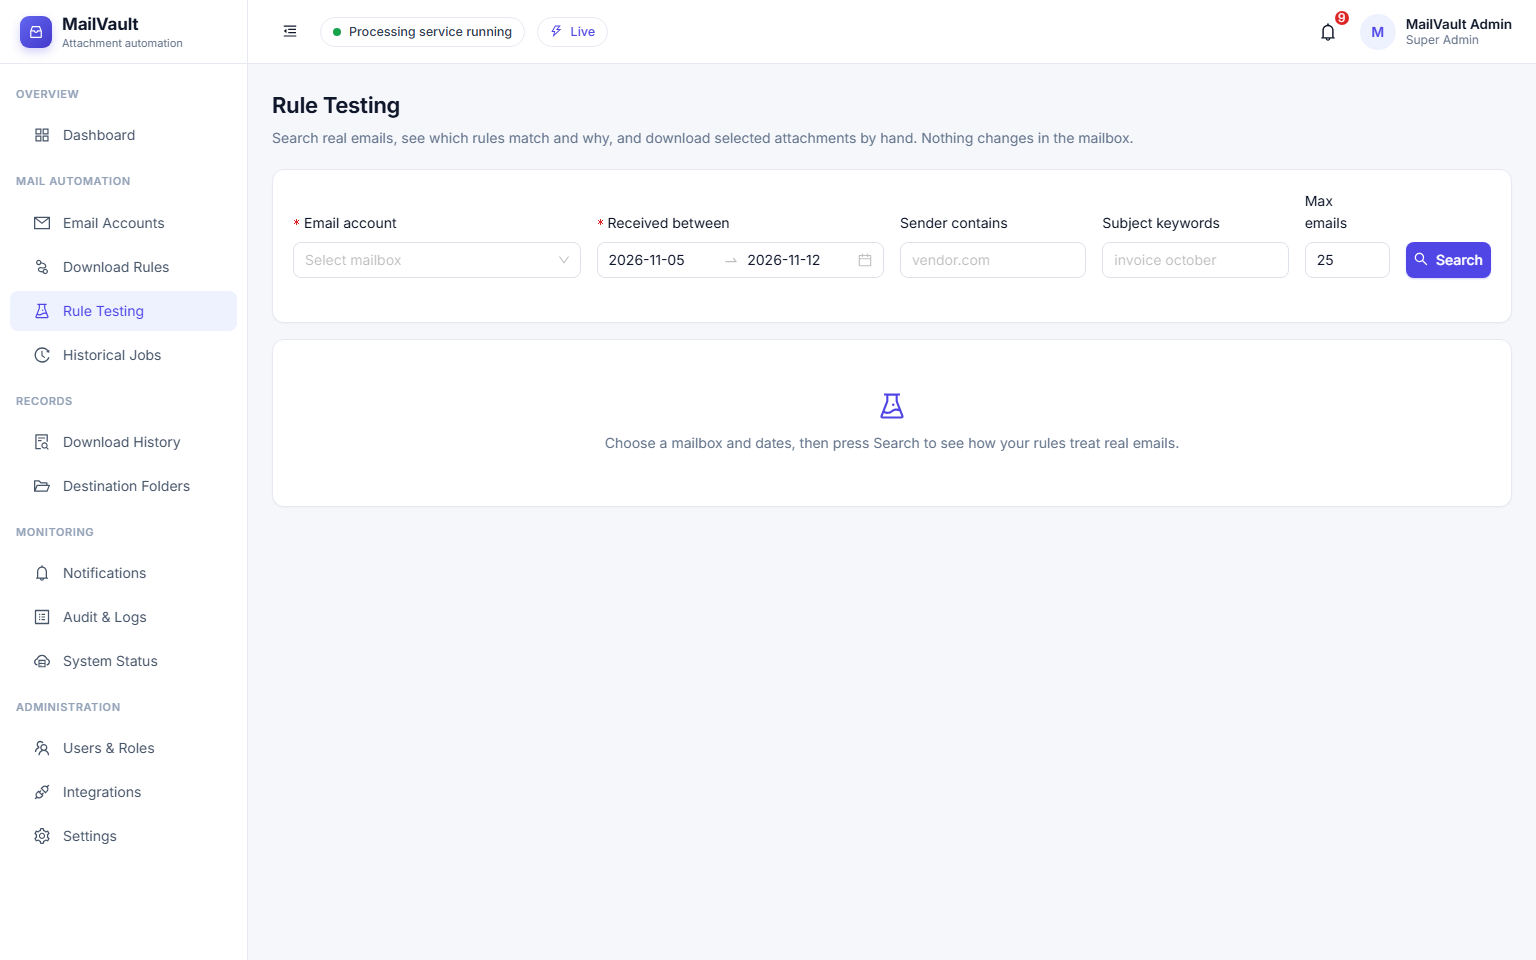 MailVault
Attachment automation
Processing service running
Live
9
M
MailVault Admin
Super Admin
OVERVIEW
Dashboard
MAIL AUTOMATION
Email Accounts
Download Rules
Rule Testing
Historical Jobs
RECORDS
Download History
Destination Folders
MONITORING
Notifications
Audit & Logs
System Status
ADMINISTRATION
Users & Roles
Integrations
Settings
Rule Testing
Search real emails, see which rules match and why, and download selected attachments by hand. Nothing changes in the mailbox.
* Email account
Select mailbox
* Received between
2026-11-05 → 2026-11-12
Sender contains
vendor.com
Subject keywords
invoice october
Max
emails
25
Search
Choose a mailbox and dates, then press Search to see how your rules treat real emails.